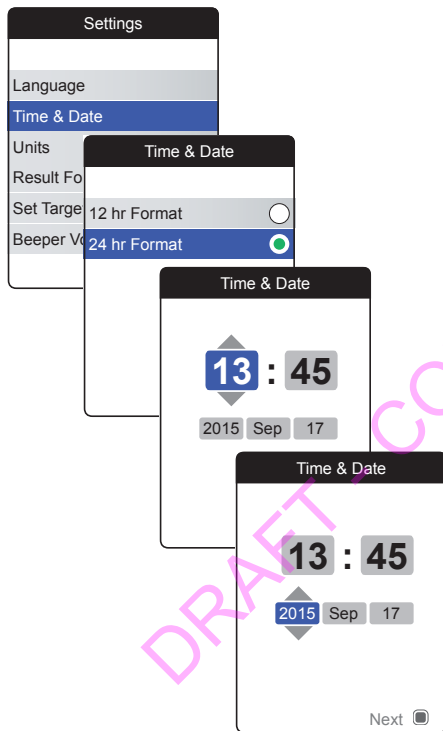 Settings
Language
Time & Date
Units
Result Fo
Set Targe
Beeper Vo
Time & Date
12 hr Format
24 hr Format
Time & Date
13 : 45
2015 Sep 17
Time & Date
13 : 45
2015 Sep 17
Next
DRAFT - CO